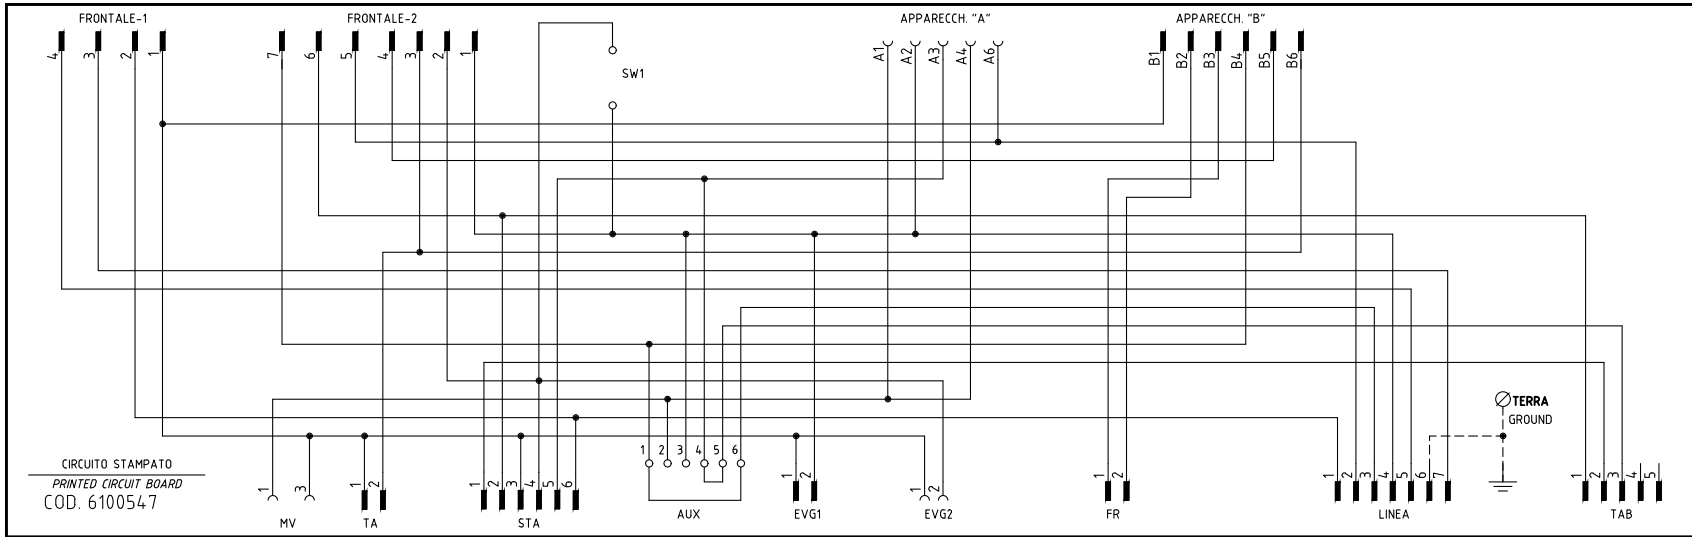 FRONTALE-1
FRONTALE-2
APPARECCH. "A"
APPARECCH. "B"
4 3 2 1
7 6 5 4 3 2 1
A1 A2 A3 A4 A6
B1 B2 B3 B4 B5 B6
SW1
TERRA
GROUND
1 2 3 4 5 6
CIRCUITO STAMPATO
PRINTED CIRCUIT BOARD
COD. 6100547
1 3
1 2
1 2 3 4 5 6
1 2
1 2
1 2
1 2 3 4 5 6 7
1 2 3 4 5
MV
TA
STA
AUX
EVG1
EVG2
FR
LINEA
TAB